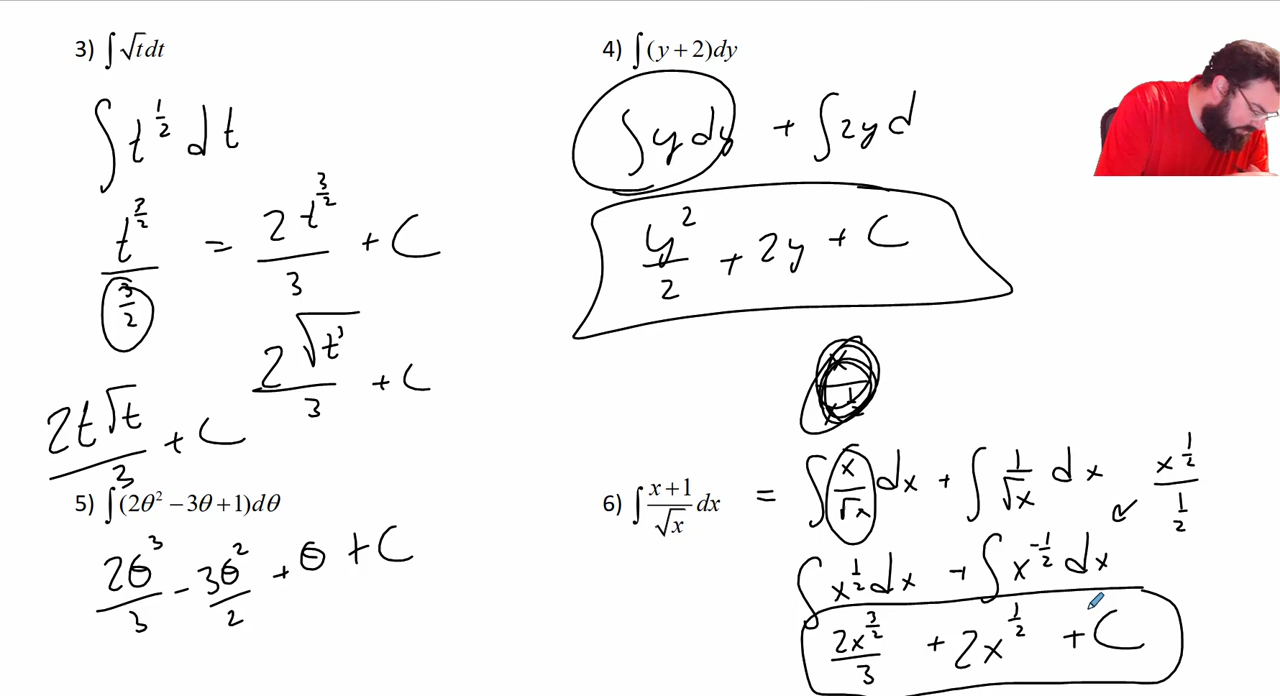 3) ∫√t dt
∫ t^{1/2} dt
t^{3/2} / (3/2) = 2t^{3/2} / 3 + C
2√t³ / 3 + C
2t√t / 3 + C
4) ∫(y + 2)dy
∫ y dy + ∫ 2y d
y² / 2 + 2y + C
5) ∫(2θ² − 3θ + 1)dθ
2θ³ / 3 − 3θ² / 2 + θ + C
6) ∫ (x + 1) / √x dx = ∫ x / √x dx + ∫ 1 / √x dx
x^{1/2} / (1/2)
∫ x^{1/2} dx + ∫ x^{-1/2} dx
2x^{3/2} / 3 + 2x^{1/2} + C